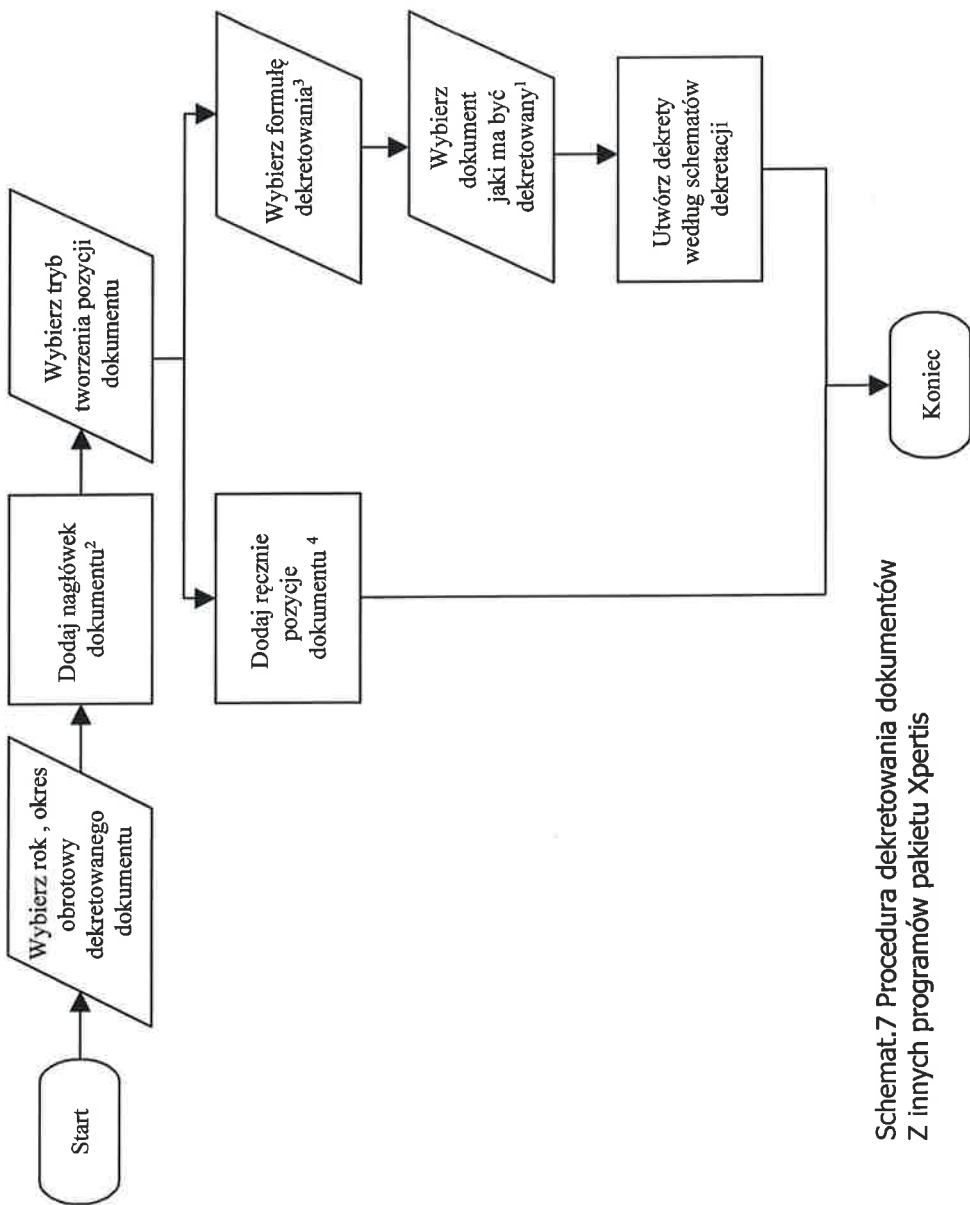 Start
Wybierz rok , okres
obrotowy
dekretowanego
dokumentu
Dodaj nagłówek
dokumentu²
Wybierz tryb
tworzenia pozycji
dokumentu
Dodaj ręcznie
pozycje
dokumentu ⁴
Wybierz formułę
dekretowania³
Wybierz
dokument
jaki ma być
dekretowany¹
Utwórz dekrety
według schematów
dekretacji
Koniec
Schemat.7 Procedura dekretowania dokumentów
Z innych programów pakietu Xpertis